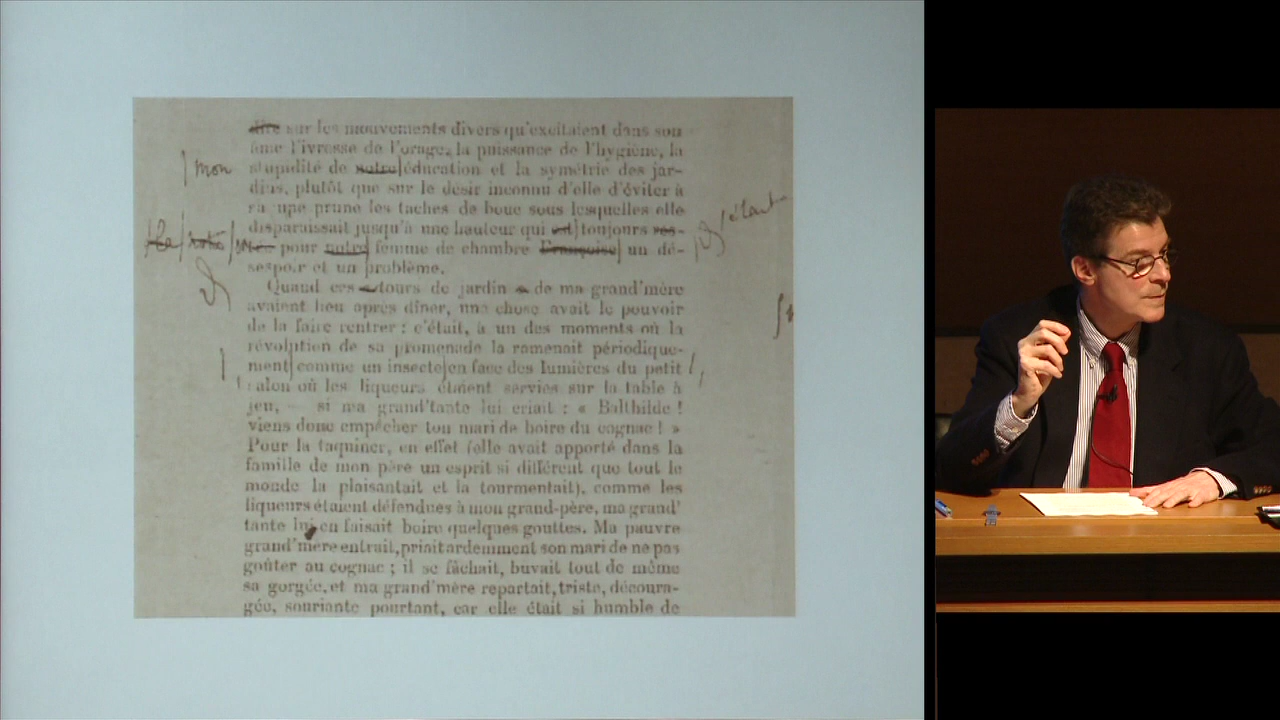 dire sur les mouvements divers qu'excitaient dans son
âme l'ivresse de l'orage, la puissance de l'hygiène, la
mon stupidité de notre éducation et la symétrie des jar-
dins, plutôt que sur le désir inconnu d'elle d'éviter à
sa jupe prune les taches de boue sous lesquelles elle
disparaissait jusqu'à une hauteur qui est toujours res- était
pour notre femme de chambre Françoise un dé-
sespoir et un problème.
Quand ces tours de jardin de ma grand'mère
avaient lieu après dîner, une chose avait le pouvoir
de la faire rentrer : c'était, à un des moments où la
révolution de sa promenade la ramenait périodique-
ment comme un insecte en face des lumières du petit
salon où les liqueurs étaient servies sur la table à
jeu, — si ma grand'tante lui criait : « Balthilde !
viens donc empêcher ton mari de boire du cognac ! »
Pour la taquiner, en effet (elle avait apporté dans la
famille de mon père un esprit si différent que tout le
monde la plaisantait et la tourmentait), comme les
liqueurs étaient défendues à mon grand-père, ma grand'
tante lui en faisait boire quelques gouttes. Ma pauvre
grand'mère entrait, priait ardemment son mari de ne pas
goûter au cognac ; il se fâchait, buvait tout de même
sa gorgée, et ma grand'mère repartait, triste, découra-
gée, souriante pourtant, car elle était si humble de